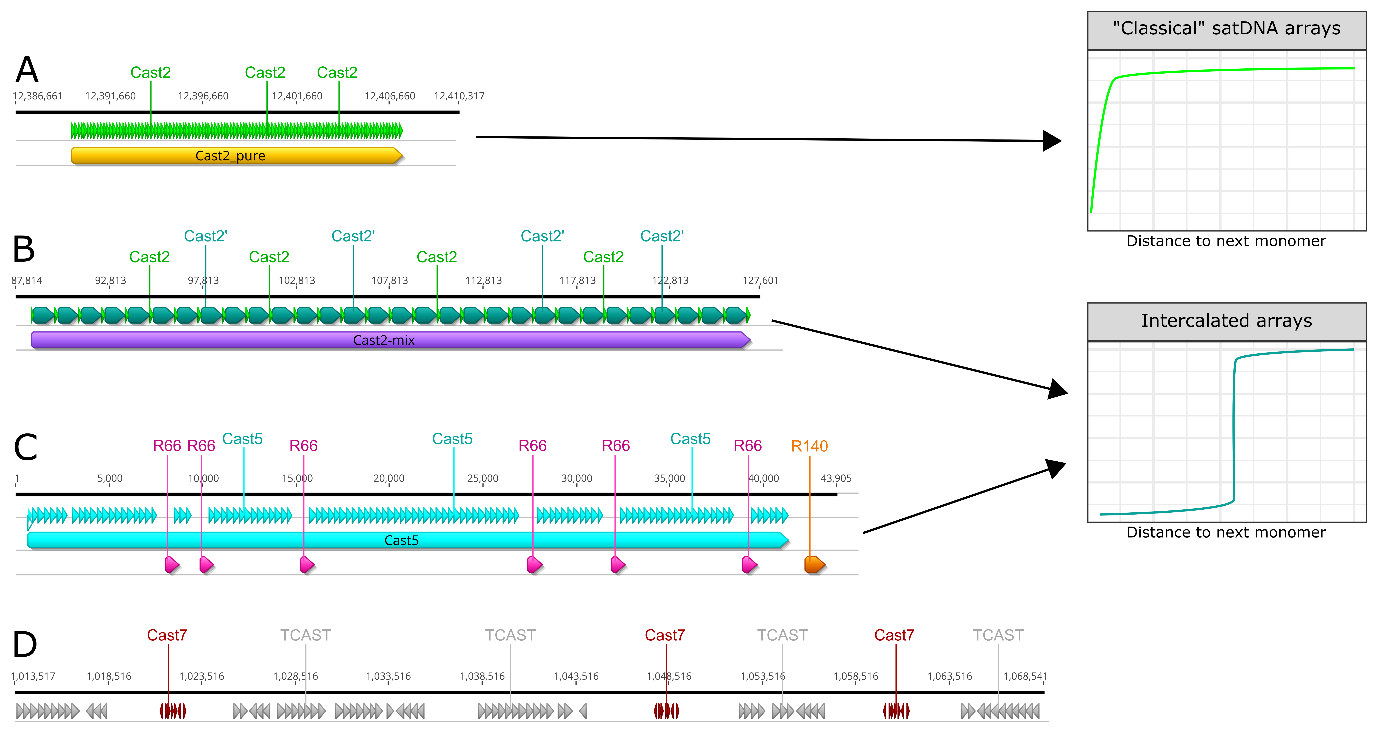 "Classical" satDNA arrays
A
Cast2 Cast2 Cast2
12,386,661 12,391,660 12,396,660 12,401,660 12,406,660 12,410,317
Cast2_pure
Distance to next monomer
B
Cast2' Cast2' Cast2' Cast2'
Cast2 Cast2 Cast2 Cast2
87,814 92,813 97,813 102,813 107,813 112,813 117,813 122,813 127,601
Cast2-mix
Intercalated arrays
C
R66 R66 Cast5 R66 Cast5 R66 R66 Cast5 R66 R140
1 5,000 10,000 15,000 20,000 25,000 30,000 35,000 40,000 43,905
Cast5
Distance to next monomer
D
Cast7 TCAST TCAST Cast7 TCAST Cast7 TCAST
1,013,517 1,018,516 1,023,516 1,028,516 1,033,516 1,038,516 1,043,516 1,048,516 1,053,516 1,058,516 1,063,516 1,068,541